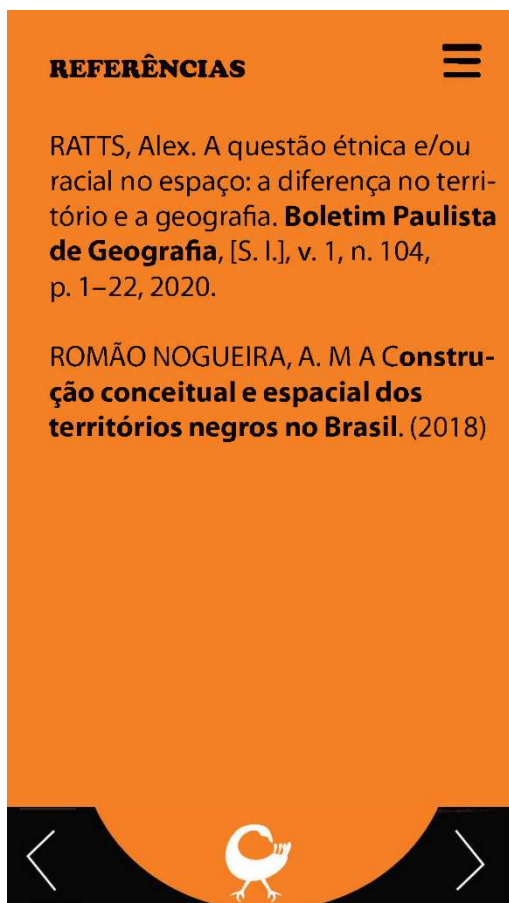 REFERÊNCIAS
RATTS, Alex. A questão étnica e/ou
racial no espaço: a diferença no terri-
tório e a geografia. Boletim Paulista
de Geografia, [S. l.], v. 1, n. 104,
p. 1–22, 2020.
ROMÃO NOGUEIRA, A. M A Constru-
ção conceitual e espacial dos
territórios negros no Brasil. (2018)